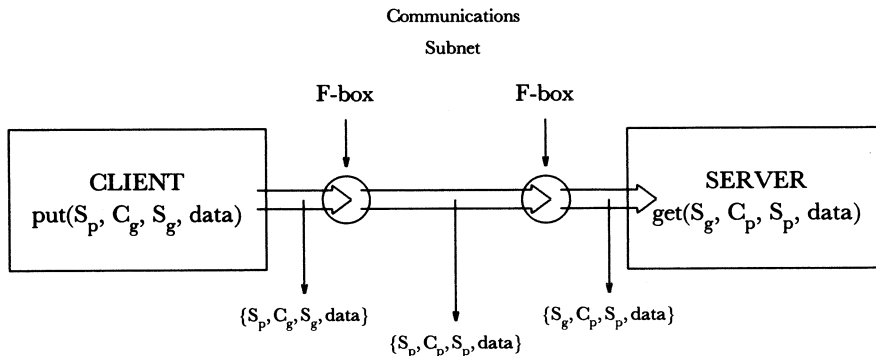 Communications
Subnet
F-box
F-box
CLIENT
put(Sp, Cg, Sg, data)
SERVER
get(Sg, Cp, Sp, data)
{Sp, Cg, Sg, data}
{Sp, Cp, Sp, data}
{Sg, Cp, Sp, data}